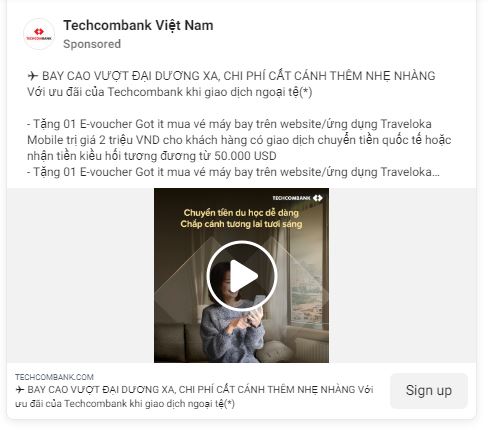 Techcombank Việt Nam
TECHCOMBANK
Sponsored
✈ BAY CAO VƯỢT ĐẠI DƯƠNG XA, CHI PHÍ CẤT CÁNH THÊM NHẸ NHÀNG
Với ưu đãi của Techcombank khi giao dịch ngoại tệ(*)
- Tặng 01 E-voucher Got it mua vé máy bay trên website/ứng dụng Traveloka
Mobile trị giá 2 triệu VND cho khách hàng có giao dịch chuyển tiền quốc tế hoặc
nhận tiền kiều hối tương đương từ 50.000 USD
- Tặng 01 E-voucher Got it mua vé máy bay trên website/ứng dụng Traveloka...
TECHCOMBANK
Chuyển tiền du học dễ dàng
Chắp cánh tương lai tươi sáng
TECHCOMBANK.COM
✈ BAY CAO VƯỢT ĐẠI DƯƠNG XA, CHI PHÍ CẤT CÁNH THÊM NHẸ NHÀNG Với
ưu đãi của Techcombank khi giao dịch ngoại tệ(*)
Sign up